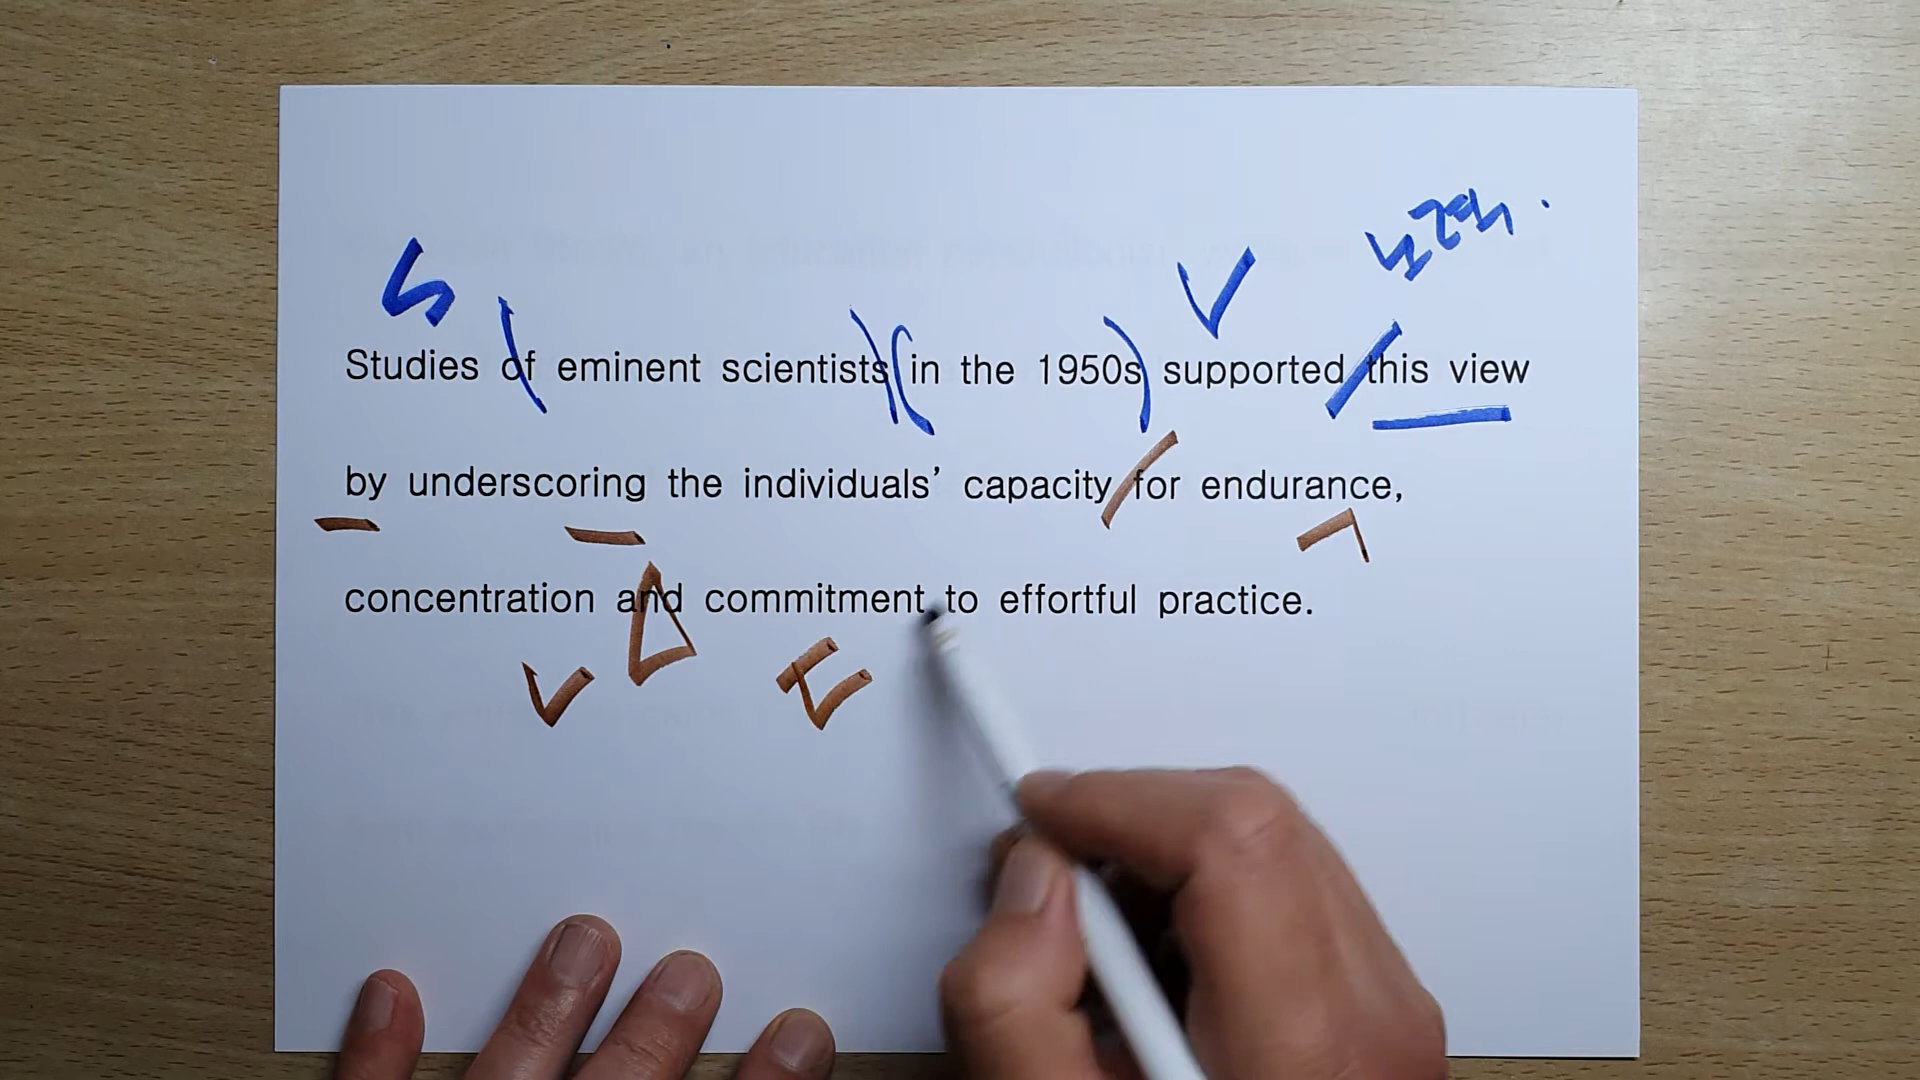 S V
Studies of eminent scientists in the 1950s supported this view
by underscoring the individuals’ capacity for endurance,
concentration and commitment to effortful practice.